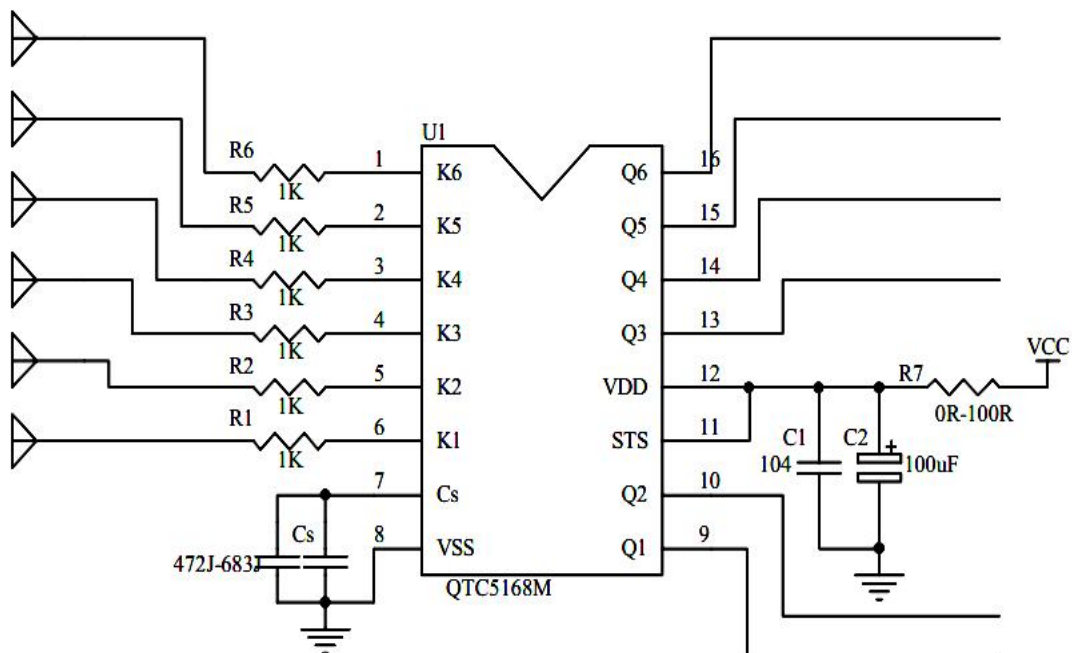 U1
R6
1K
1
K6
Q6
16
R5
1K
2
K5
Q5
15
R4
1K
3
K4
Q4
14
R3
1K
4
K3
Q3
13
R2
1K
5
K2
VDD
12
R7
0R-100R
VCC
R1
1K
6
K1
STS
11
C1
104
C2
+
100uF
7
Cs
Q2
10
Cs
472J-683J
8
VSS
Q1
9
QTC5168M